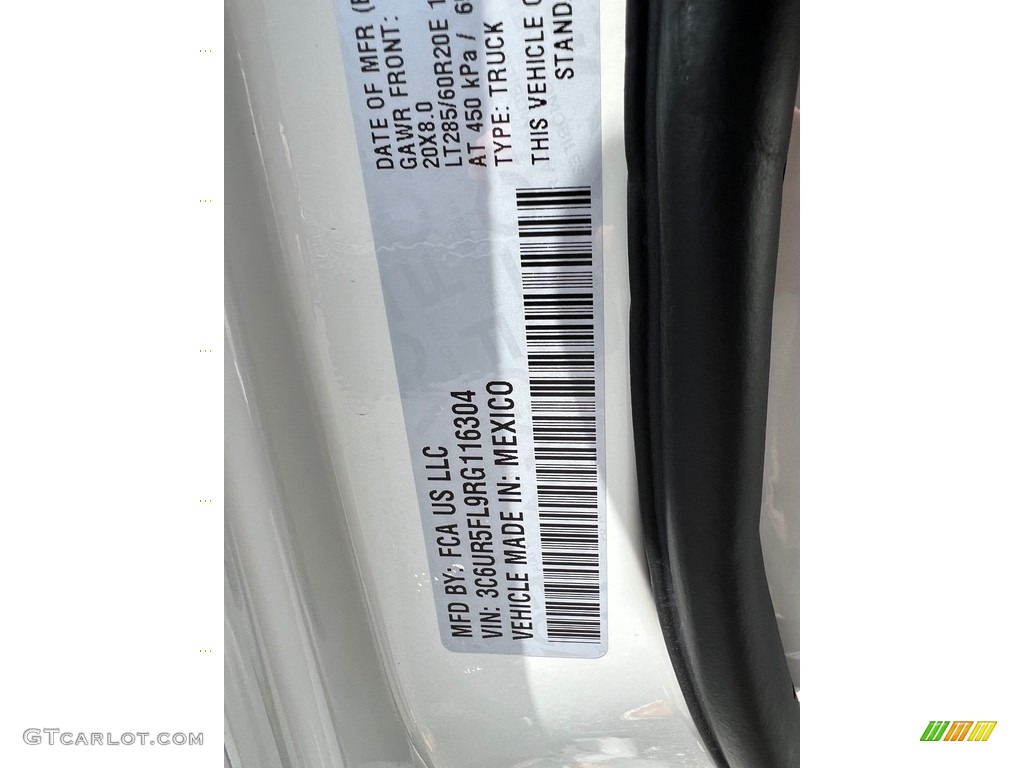 MFD BY: FCA US LLC
VIN: 3C6UR5FL9RG116304
VEHICLE MADE IN: MEXICO
DATE OF MFR
GAWR FRONT:
20X8.0
LT285/60R20E
AT 450 kPa /
TYPE: TRUCK
THIS VEHICLE
GTCARLOT.COM